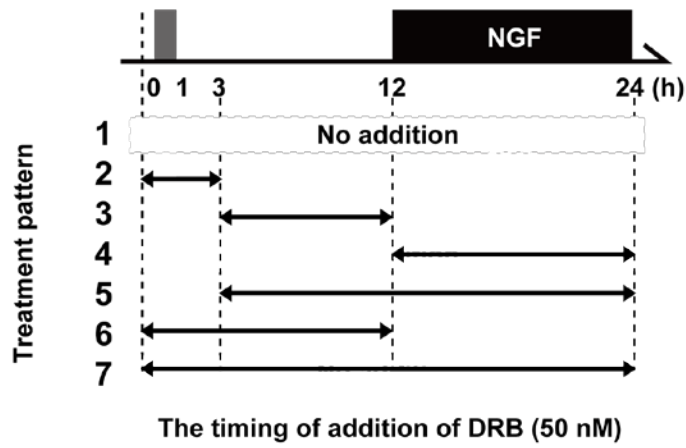 NGF
0 1 3 12 24 (h)
Treatment pattern
1 No addition
2
3
4
5
6
7
The timing of addition of DRB (50 nM)